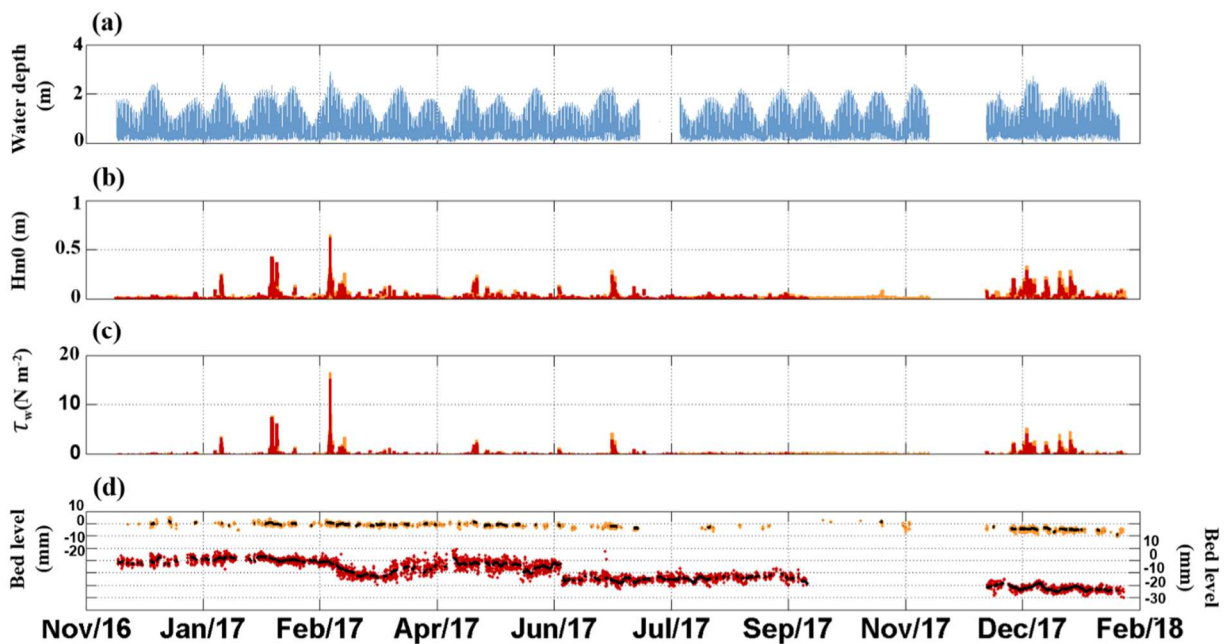 (a)
Water depth
(m)
4
2
0
(b)
Hm0 (m)
1
0.5
0
(c)
τw(N m-2)
20
10
0
(d)
Bed level
(mm)
10
0
-10
-20
10
0
-10
-20
-30
Bed level
(mm)
Nov/16 Jan/17 Feb/17 Apr/17 Jun/17 Jul/17 Sep/17 Nov/17 Dec/17 Feb/18